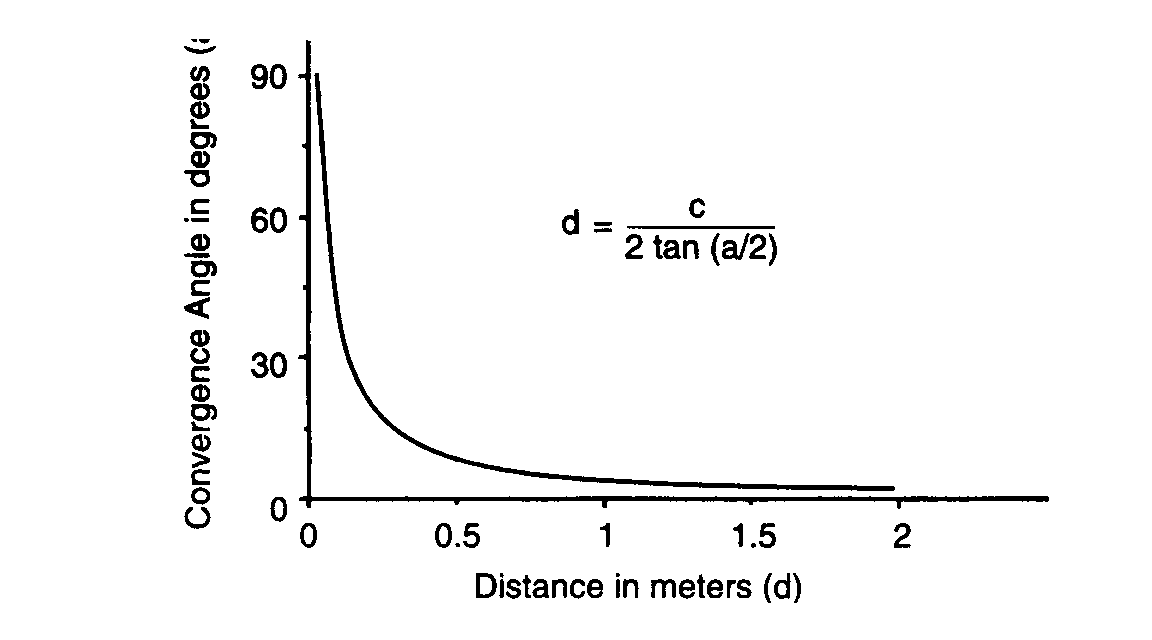 Convergence Angle in degrees (
90
60
30
0
d = c
2 tan (a/2)
0 0.5 1 1.5 2
Distance in meters (d)